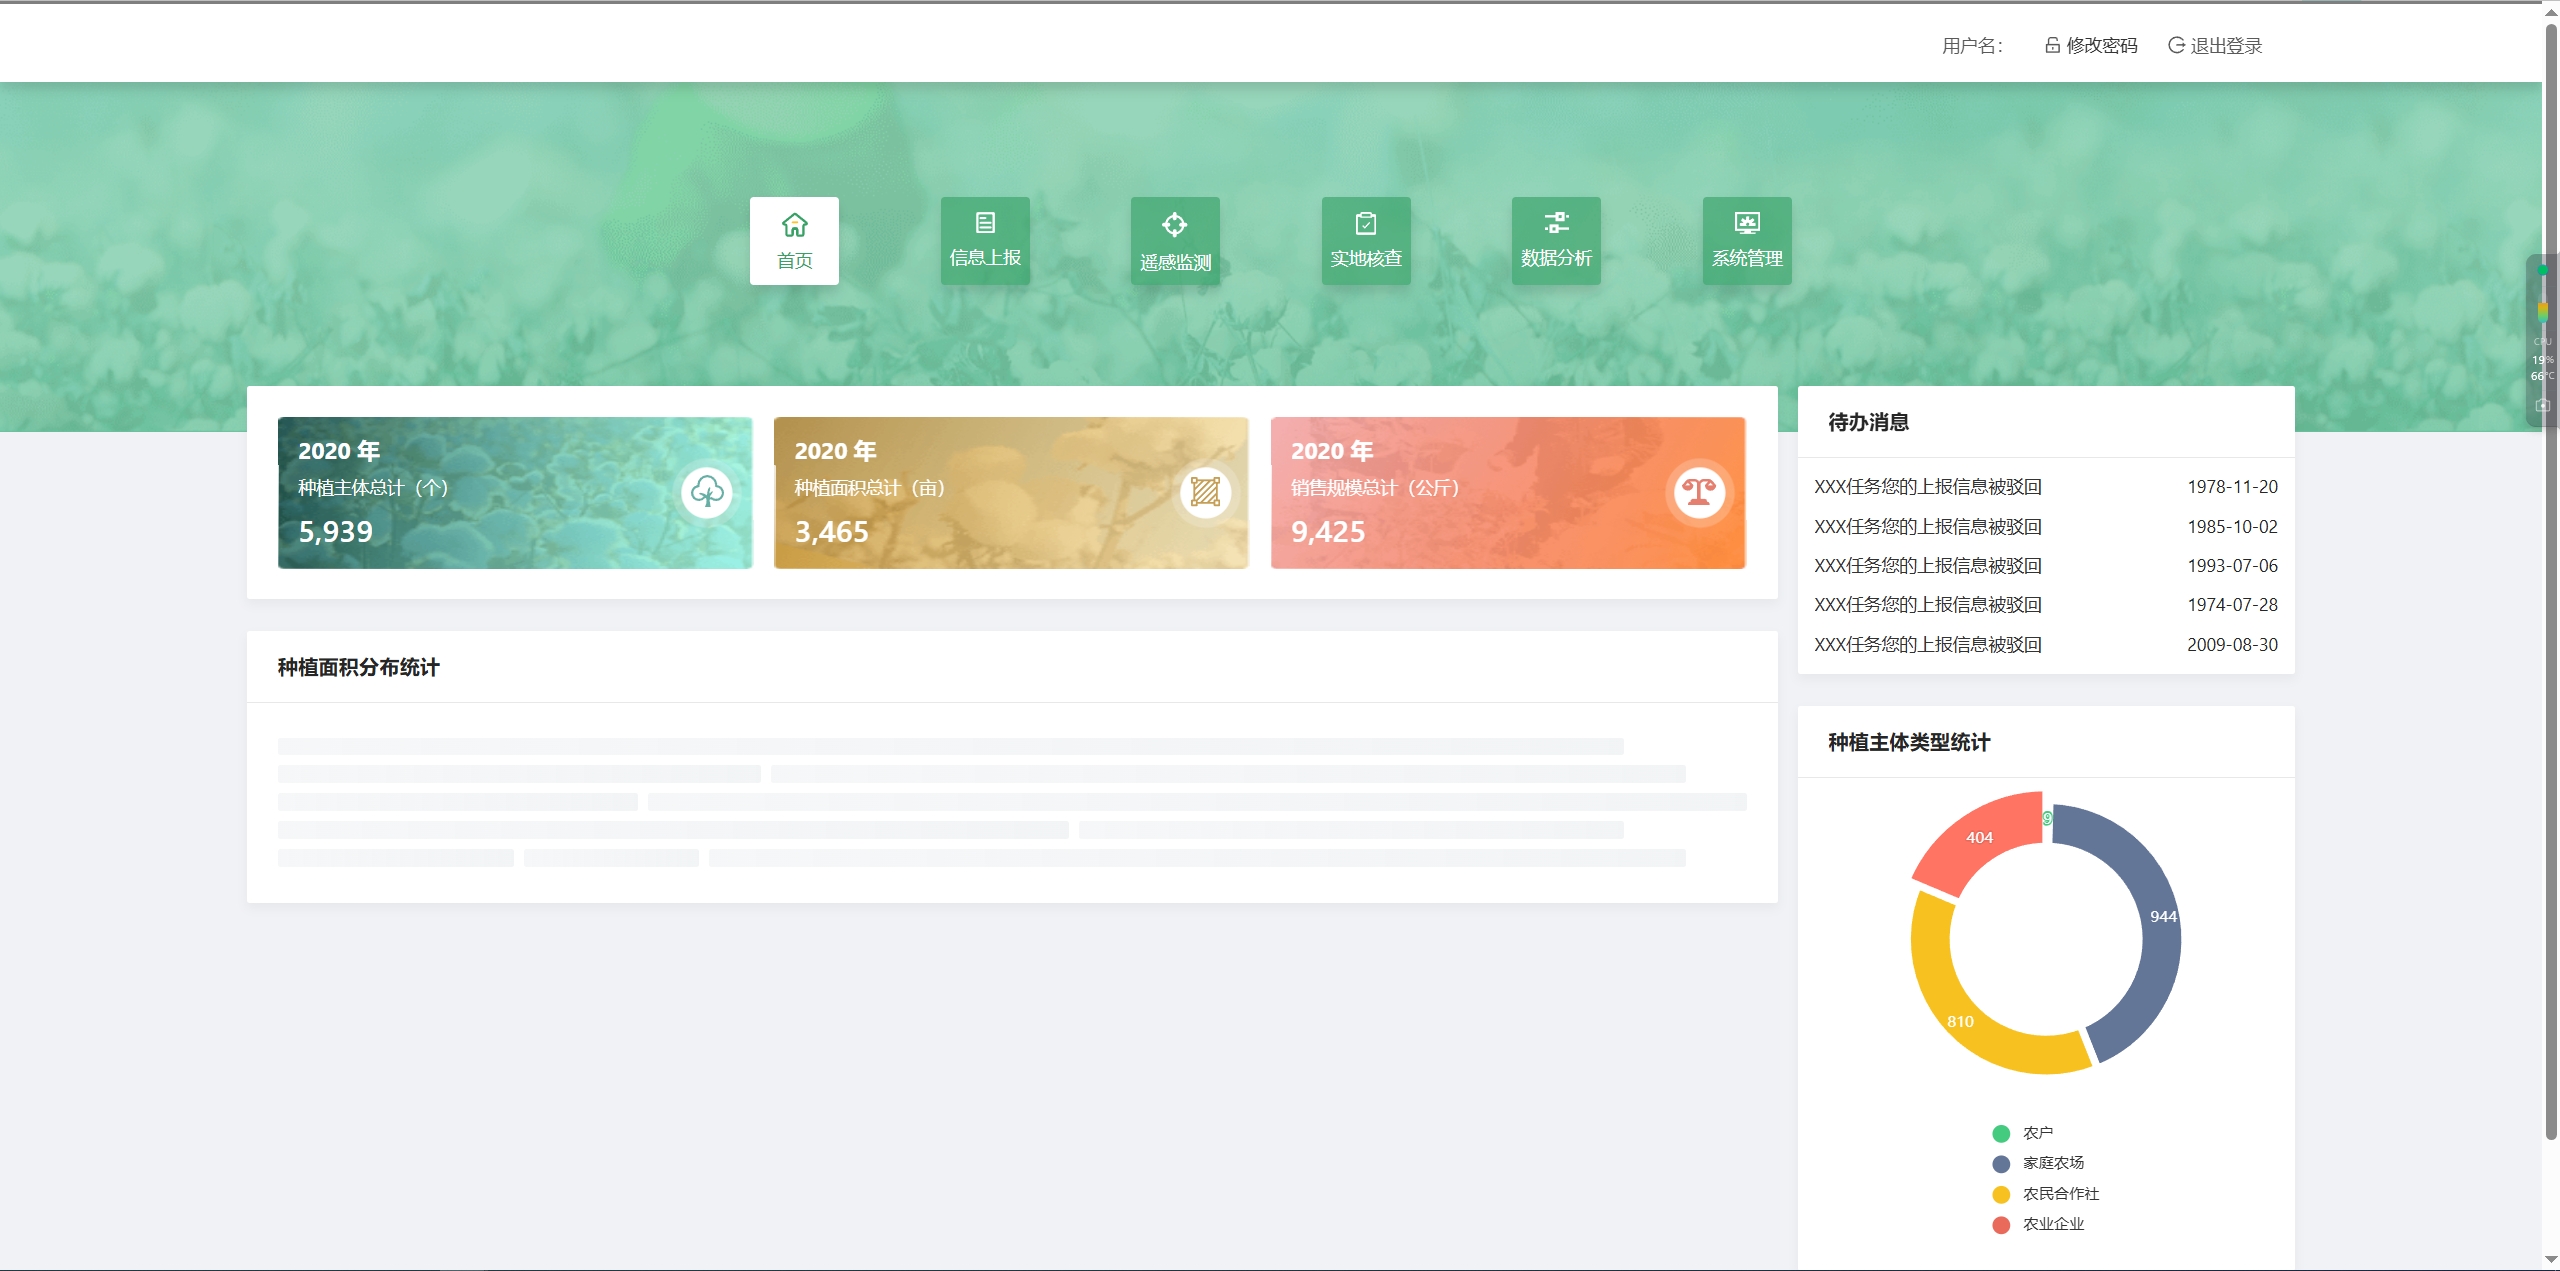 用户名：
修改密码
退出登录
首页
信息上报
遥感监测
实地核查
数据分析
系统管理
2020 年
种植主体总计（个）
5,939
2020 年
种植面积总计（亩）
3,465
2020 年
销售规模总计（公斤）
9,425
待办消息
XXX任务您的上报信息被驳回 1978-11-20
XXX任务您的上报信息被驳回 1985-10-02
XXX任务您的上报信息被驳回 1993-07-06
XXX任务您的上报信息被驳回 1974-07-28
XXX任务您的上报信息被驳回 2009-08-30
种植面积分布统计
种植主体类型统计
404
9
944
810
农户
家庭农场
农民合作社
农业企业
CPU
19%
66°C